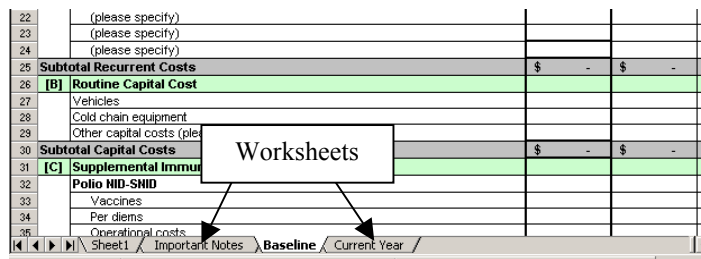 22 (please specify)
23 (please specify)
24 (please specify)
25 Subtotal Recurrent Costs $ - $ -
26 [B] Routine Capital Cost
27 Vehicles
28 Cold chain equipment
29 Other capital costs (plea
30 Subtotal Capital Costs $ - $ -
Worksheets
31 [C] Supplemental Immun
32 Polio NID-SNID
33 Vaccines
34 Per diems
35 Operational costs
Sheet1 Important Notes Baseline Current Year